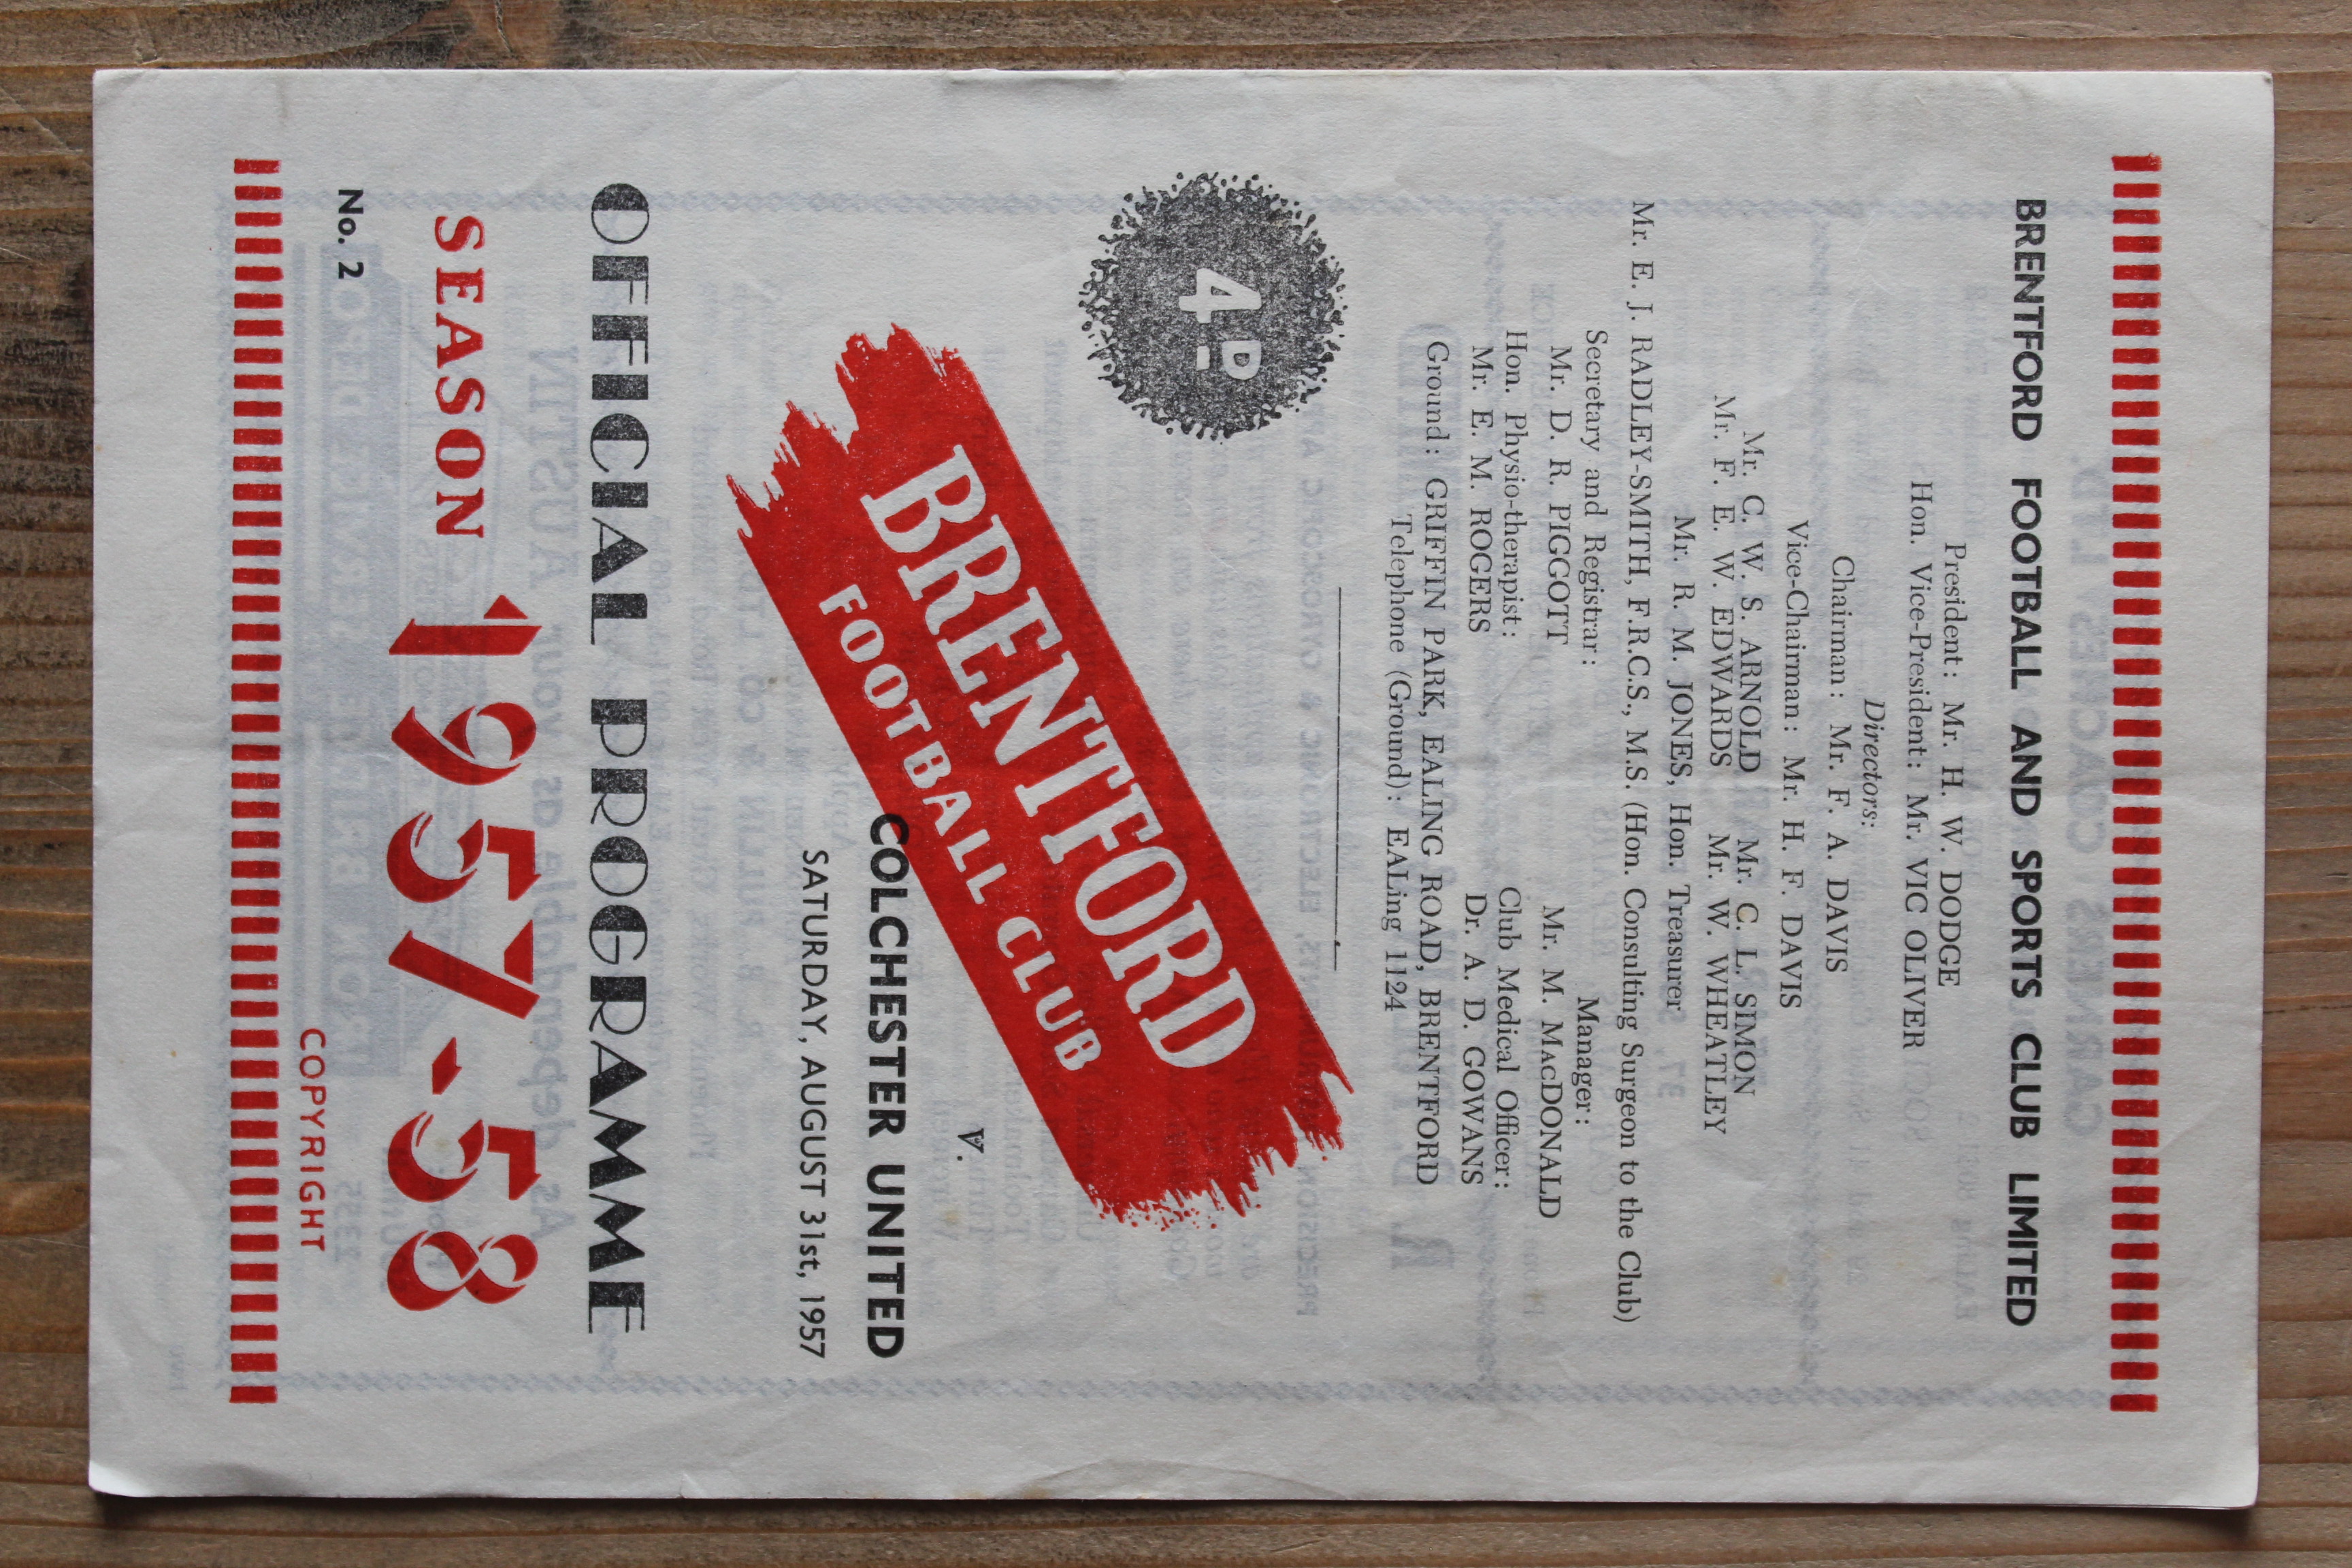 BRENTFORD FOOTBALL AND SPORTS CLUB LIMITED
President: Mr. H. W. DODGE
Hon. Vice-President: Mr. VIC OLIVER
Directors:
Chairman: Mr. F. A. DAVIS
Vice-Chairman: Mr. H. F. DAVIS
Mr. C. W. S. ARNOLD Mr. C. L. SIMON
Mr. F. E. W. EDWARDS Mr. W. WHEATLEY
Mr. R. M. JONES, Hon. Treasurer
Mr. E. J. RADLEY-SMITH, F.R.C.S., M.S. (Hon. Consulting Surgeon to the Club)
Secretary and Registrar: Manager:
Mr. D. R. PIGGOTT Mr. M. MACDONALD
Hon. Physio-therapist: Club Medical Officer:
Mr. E. M. ROGERS Dr. A. D. GOWANS
Ground: GRIFFIN PARK, EALING ROAD, BRENTFORD
Telephone (Ground): EALing 1124
4D.
BRENTFORD
FOOTBALL CLUB
v.
COLCHESTER UNITED
SATURDAY, AUGUST 31st, 1957
OFFICIAL PROGRAMME
SEASON 1957-58
No. 2
COPYRIGHT